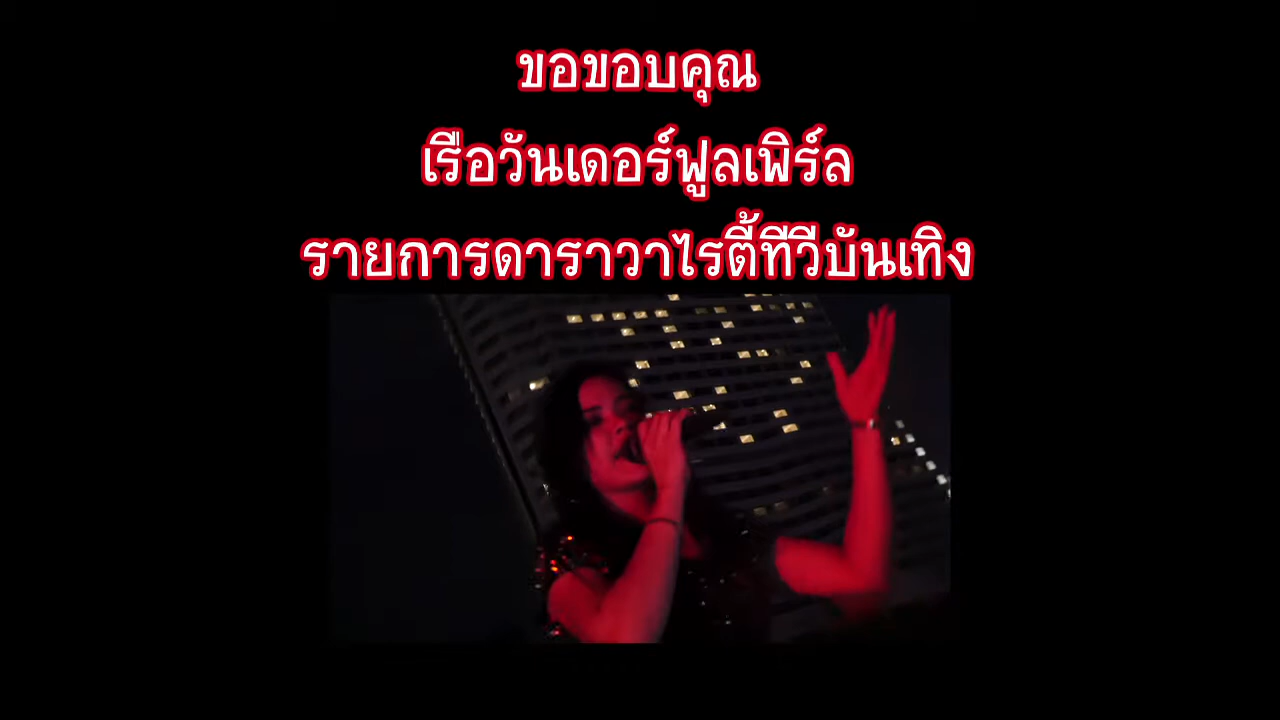 ขอขอบคุณ
เรือวันเดอร์ฟูลเพิร์ล
รายการดาราวาไรตี้ทีวีบันเทิง